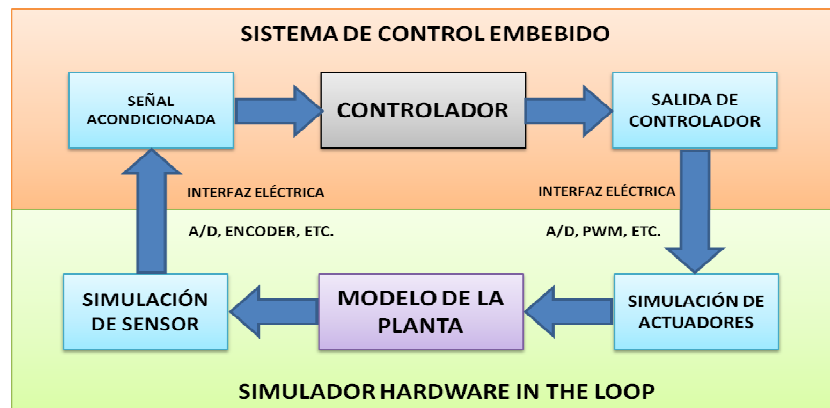 SISTEMA DE CONTROL EMBEBIDO
SEÑAL
ACONDICIONADA
CONTROLADOR
SALIDA DE
CONTROLADOR
INTERFAZ ELÉCTRICA
A/D, ENCODER, ETC.
INTERFAZ ELÉCTRICA
A/D, PWM, ETC.
SIMULACIÓN
DE SENSOR
MODELO DE LA
PLANTA
SIMULACIÓN DE
ACTUADORES
SIMULADOR HARDWARE IN THE LOOP